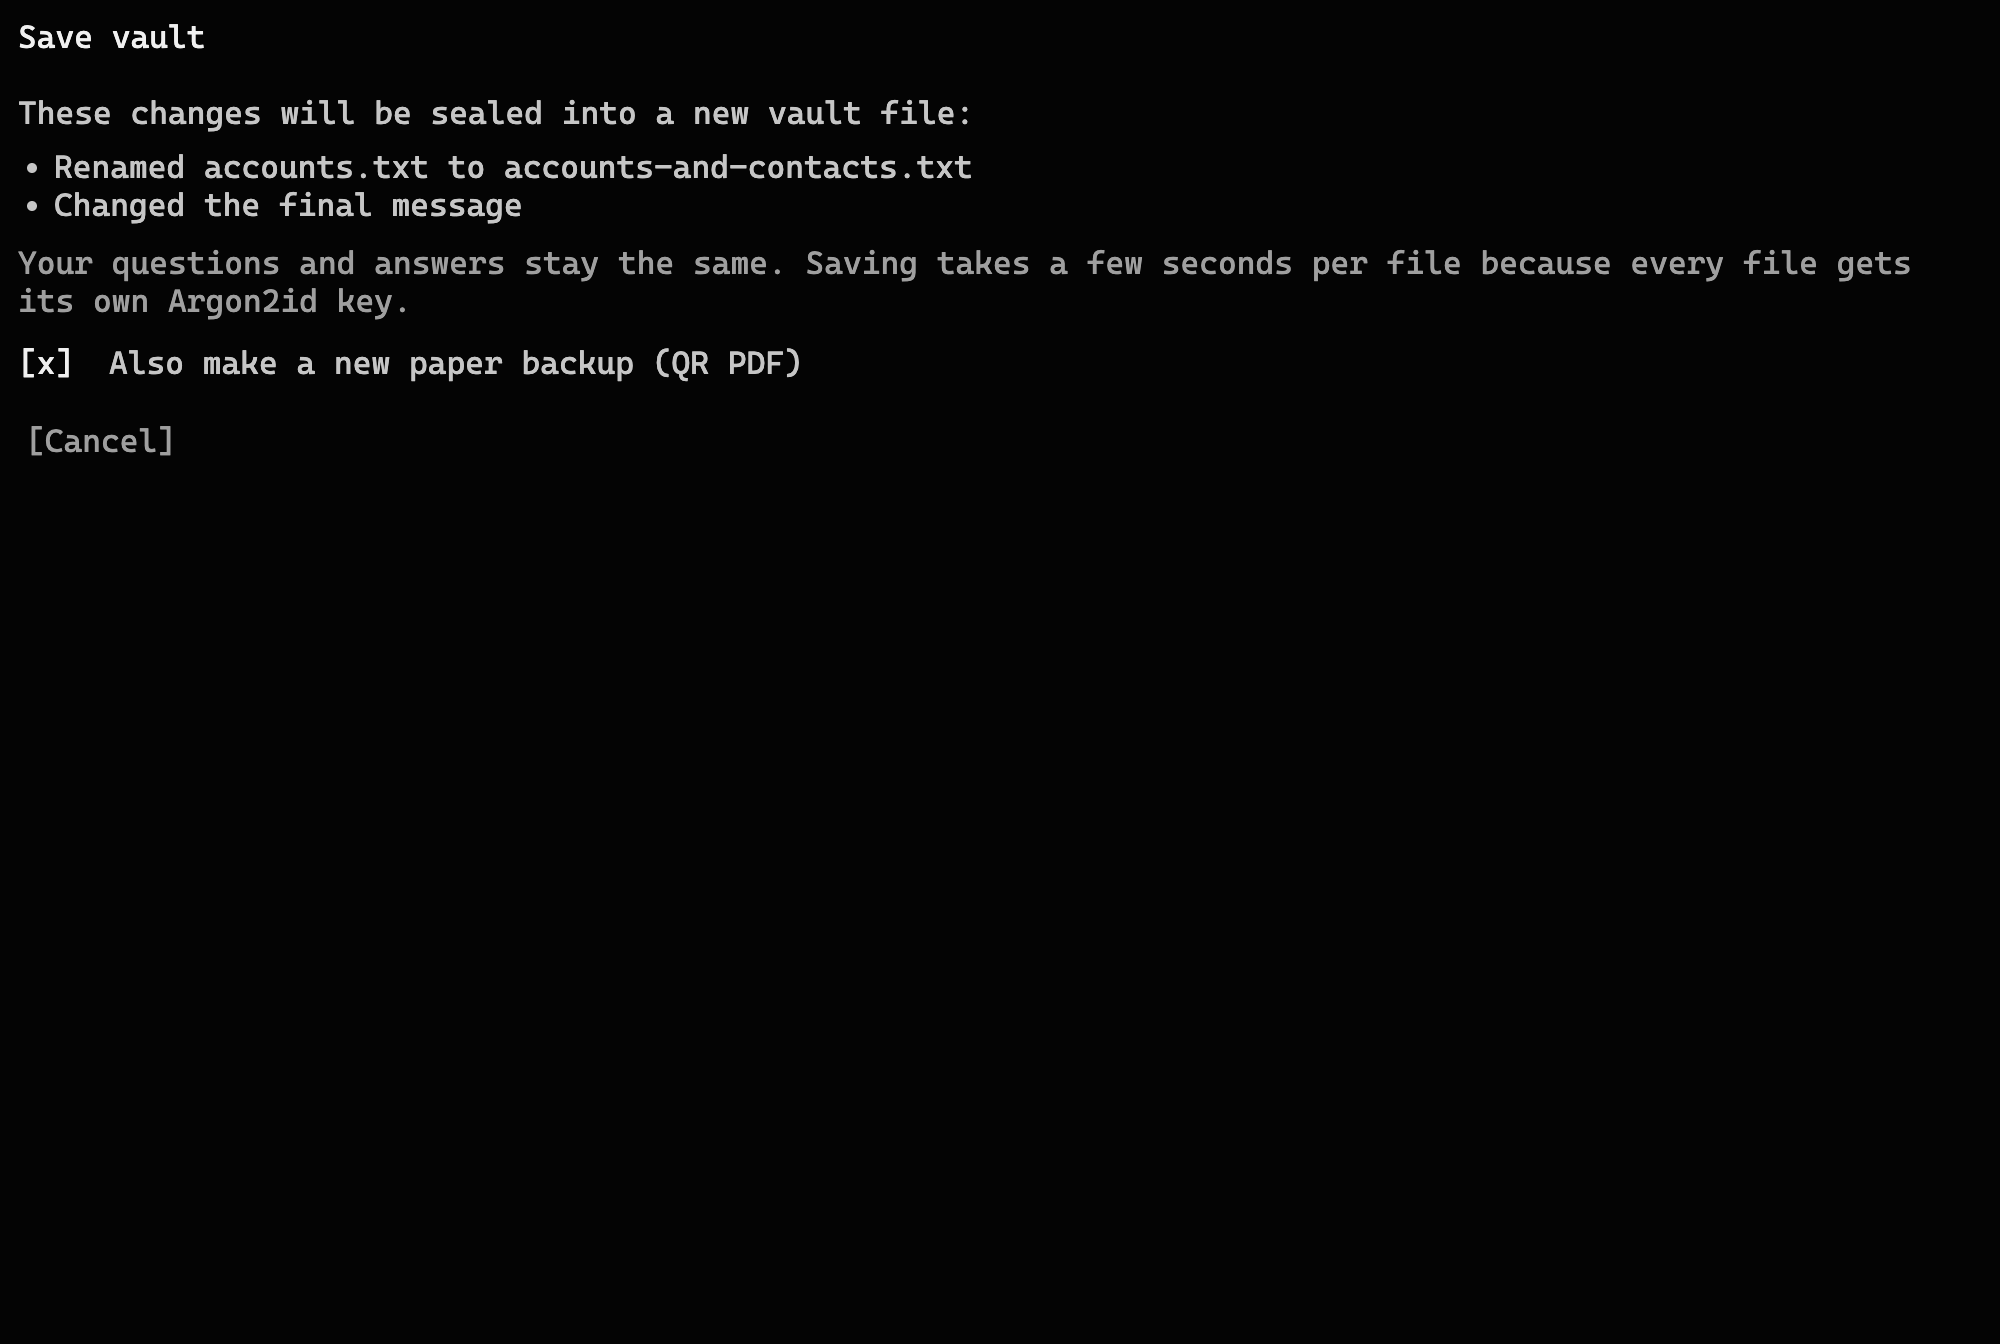 Save vault
These changes will be sealed into a new vault file:
• Renamed accounts.txt to accounts-and-contacts.txt
• Changed the final message
Your questions and answers stay the same. Saving takes a few seconds per file because every file gets
its own Argon2id key.
[x] Also make a new paper backup (QR PDF)
[Cancel]